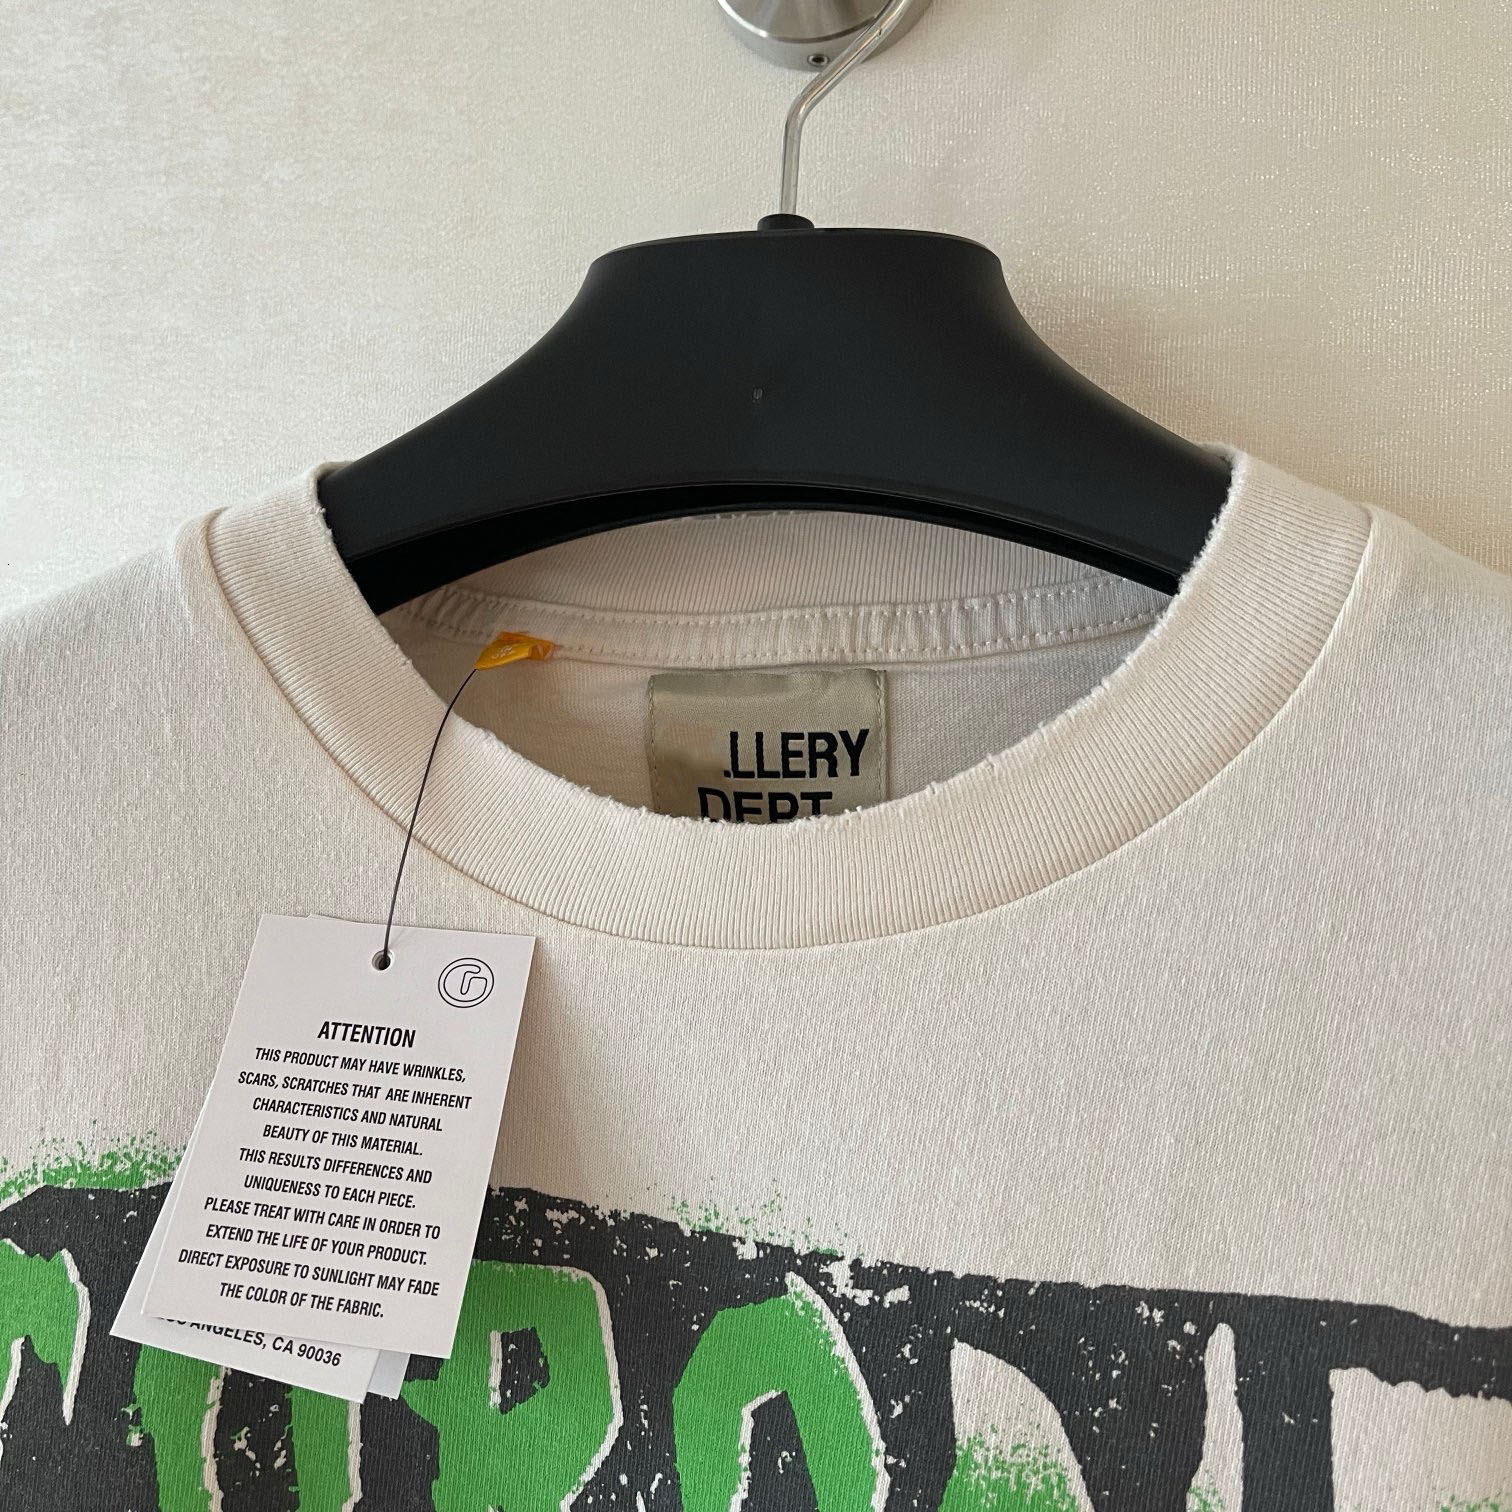 .LLERY
DEPT
ATTENTION
THIS PRODUCT MAY HAVE WRINKLES,
SCARS, SCRATCHES THAT ARE INHERENT
CHARACTERISTICS AND NATURAL
BEAUTY OF THIS MATERIAL.
THIS RESULTS DIFFERENCES AND
UNIQUENESS TO EACH PIECE.
PLEASE TREAT WITH CARE IN ORDER TO
EXTEND THE LIFE OF YOUR PRODUCT.
DIRECT EXPOSURE TO SUNLIGHT MAY FADE
THE COLOR OF THE FABRIC.
ANGELES, CA 90036